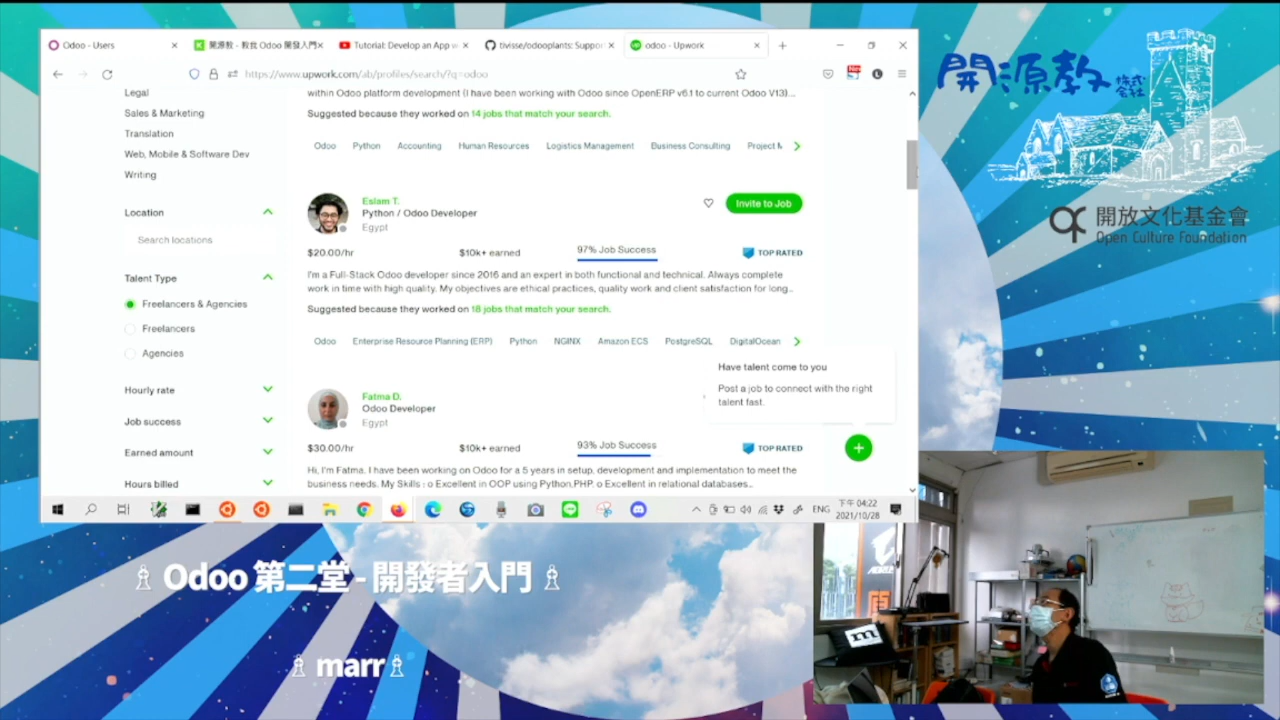 Odoo - Users
開源教 - 教我 Odoo 開發入門
Tutorial: Develop an App w
tivisse/odooplants: Suppor
odoo - Upwork
https://www.upwork.com/ab/profiles/search/?q=odoo
New
Legal
Sales & Marketing
Translation
Web, Mobile & Software Dev
Writing
Location
Search locations
Talent Type
Freelancers & Agencies
Freelancers
Agencies
Hourly rate
Job success
Earned amount
Hours billed
within Odoo platform development (I have been working with Odoo since OpenERP v6.1 to current Odoo V13)...
Suggested because they worked on 14 jobs that match your search.
Odoo Python Accounting Human Resources Logistics Management Business Consulting Project M
Eslam T.
Python / Odoo Developer
Egypt
Invite to Job
$20.00/hr $10k+ earned 97% Job Success TOP RATED
I'm a Full-Stack Odoo developer since 2016 and an expert in both functional and technical. Always complete
work in time with high quality. My objectives are ethical practices, quality work and client satisfaction for long...
Suggested because they worked on 18 jobs that match your search.
Odoo Enterprise Resource Planning (ERP) Python NGINX Amazon ECS PostgreSQL DigitalOcean
Have talent come to you
Post a job to connect with the right
talent fast.
Fatma D.
Odoo Developer
Egypt
$30.00/hr $10k+ earned 93% Job Success TOP RATED
Hi, I'm Fatma. I have been working on Odoo for a 5 years in setup, development and implementation to meet the
business needs. My Skills : o Excellent in OOP using Python,PHP. o Excellent in relational databases...
ENG
下午 04:22
2021/10/28
開源教 株式
会社
開放文化基金會
Open Culture Foundation
Odoo 第二堂 - 開發者入門
marr
m